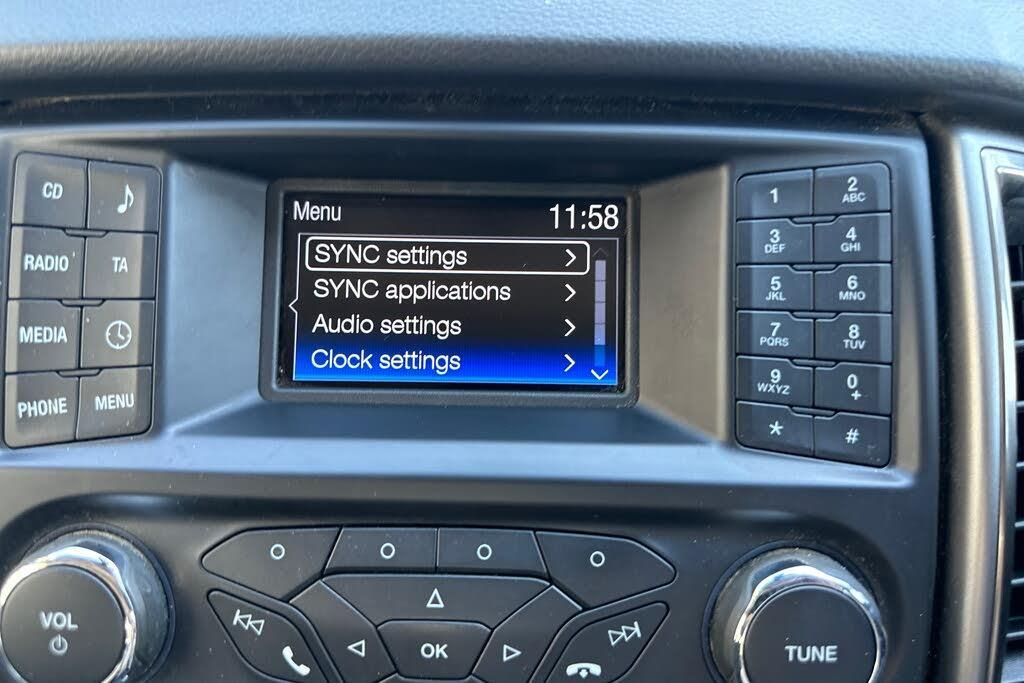 CD
RADIO
TA
MEDIA
PHONE
MENU
Menu
11:58
SYNC settings
SYNC applications
Audio settings
Clock settings
1
2
ABC
3
DEF
4
GHI
5
JKL
6
MNO
7
PQRS
8
TUV
9
WXYZ
0
+
*
#
VOL
OK
TUNE